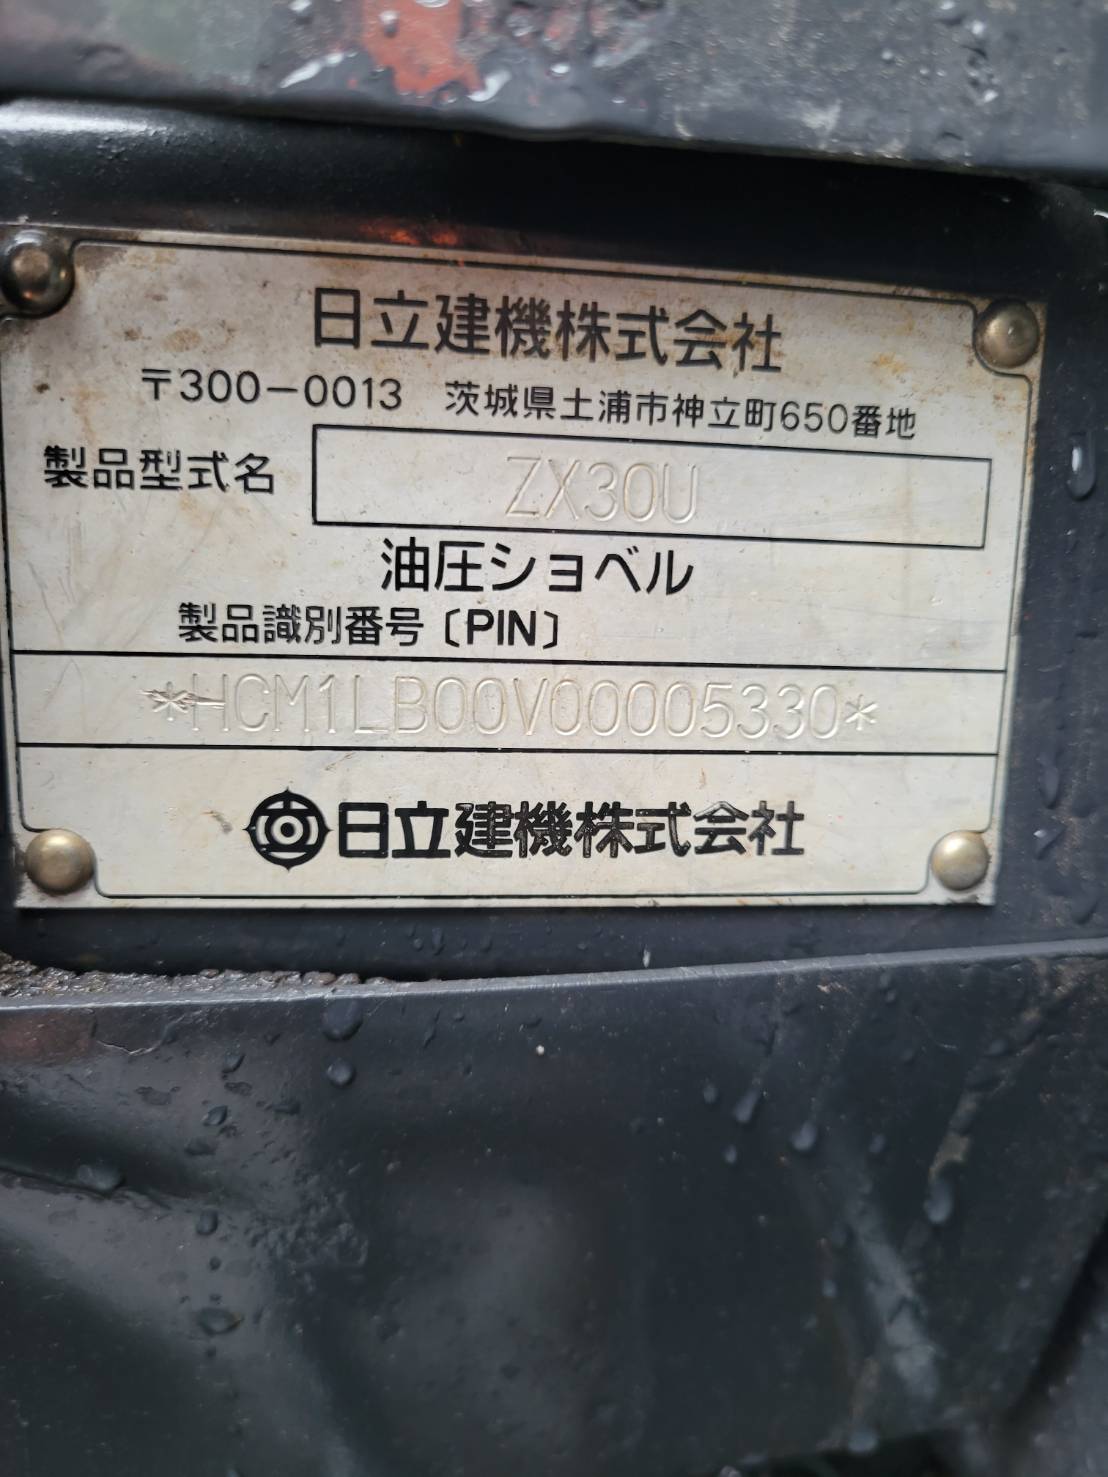 日立建機株式会社
〒300-0013 茨城県土浦市神立町650番地
製品型式名 ZX30U
油圧ショベル
製品識別番号〔PIN〕
*HCM1LB00V00005330*
日立建機株式会社